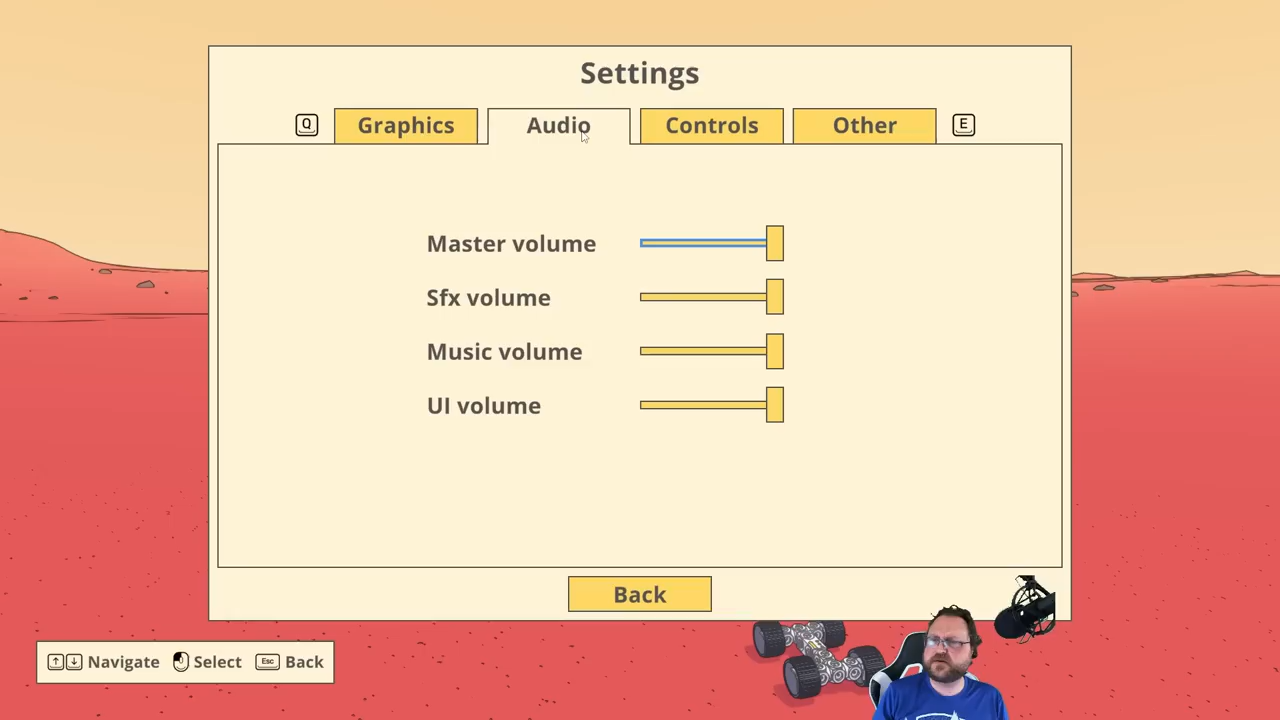 Settings
Q Graphics Audio Controls Other E
Master volume
Sfx volume
Music volume
UI volume
Back
↑ ↓ Navigate Select Esc Back